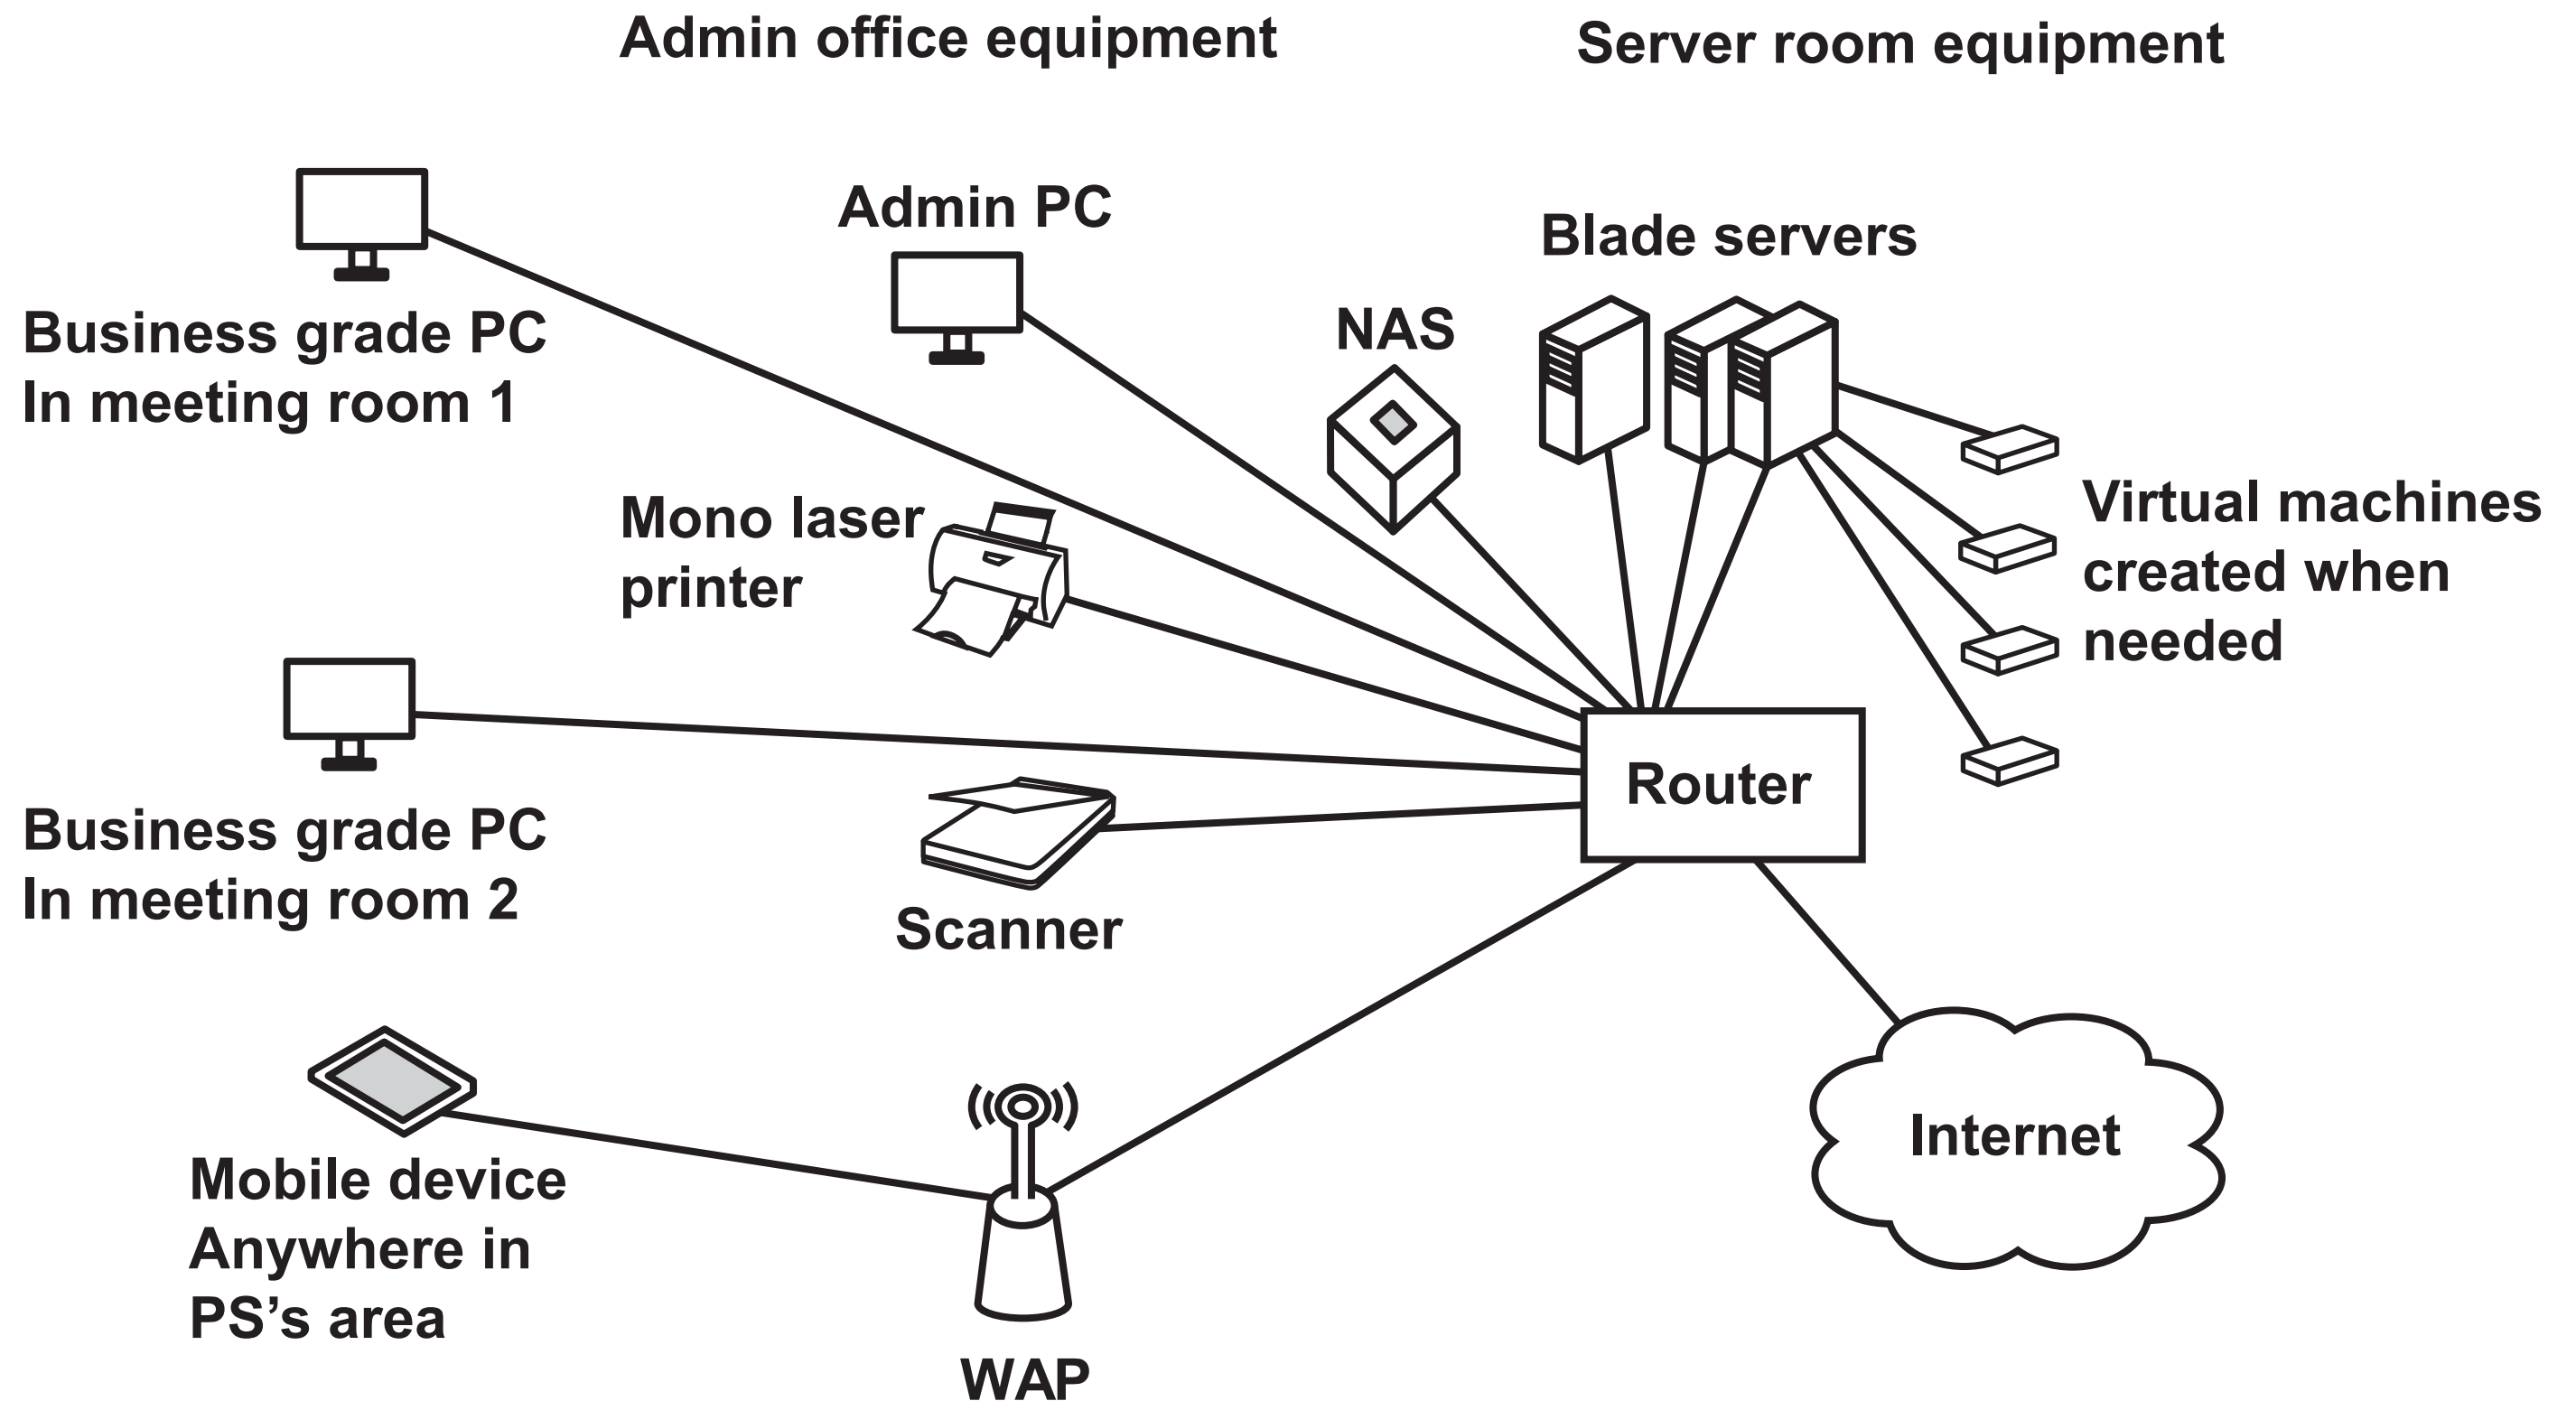 Admin office equipment
Server room equipment
Admin PC
Blade servers
NAS
Business grade PC
In meeting room 1
Mono laser
printer
Virtual machines
created when
needed
Router
Business grade PC
In meeting room 2
Scanner
Internet
Mobile device
Anywhere in
PS’s area
WAP